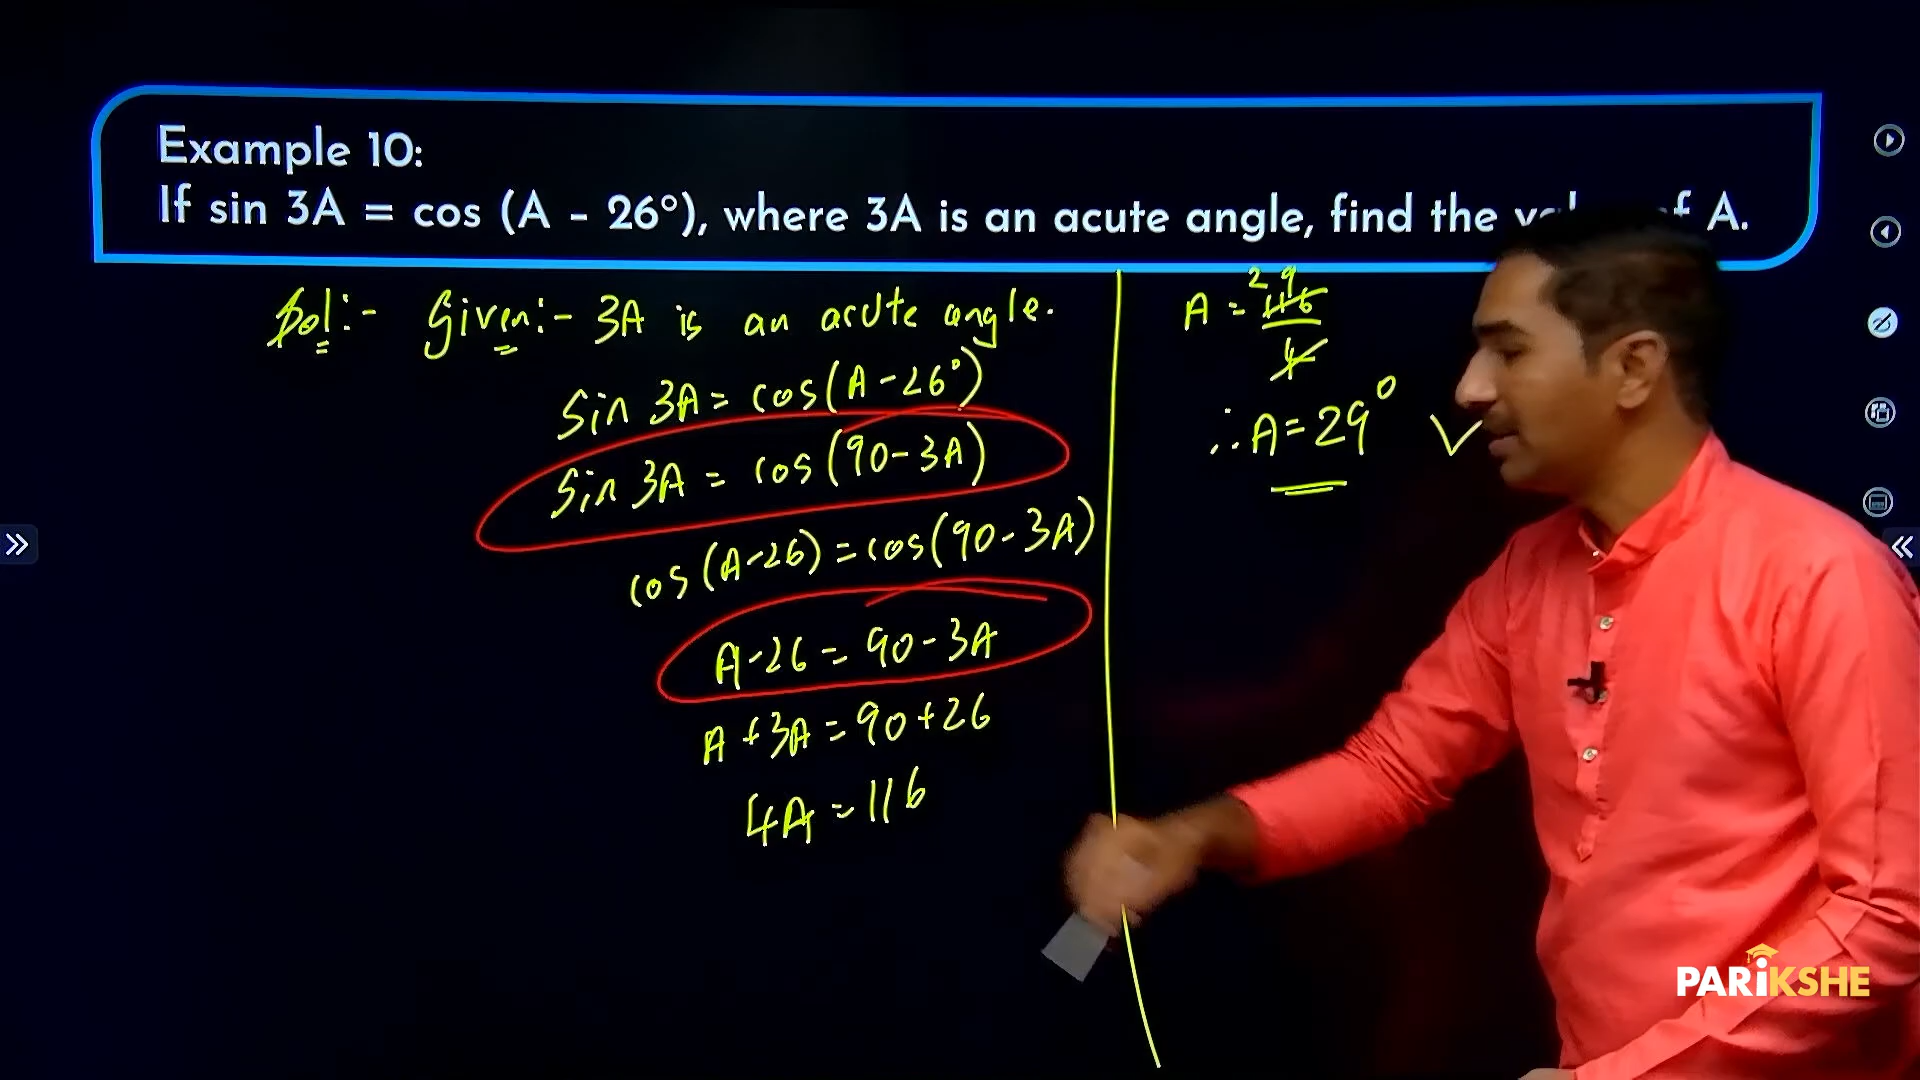 Example 10:
If sin 3A = cos (A – 26°), where 3A is an acute angle, find the of A.
Sol:- Given:- 3A is an acute angle.
Sin 3A = cos(A-26°)
Sin 3A = cos(90-3A)
cos(A-26) = cos(90-3A)
A-26 = 90-3A
A+3A = 90+26
4A = 116
A = 116/4
29
∴ A = 29°
PARiKSHE